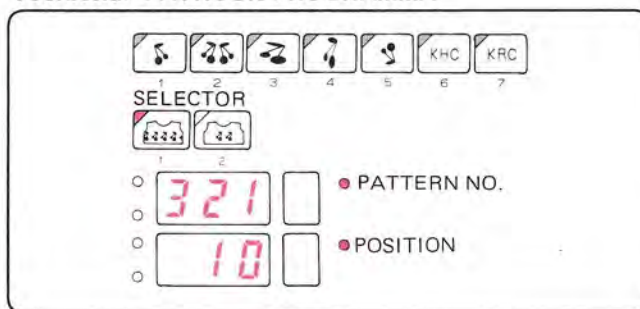 KHC KRC
1 2 3 4 5 6 7
SELECTOR
1 2
321 PATTERN NO.
10 POSITION